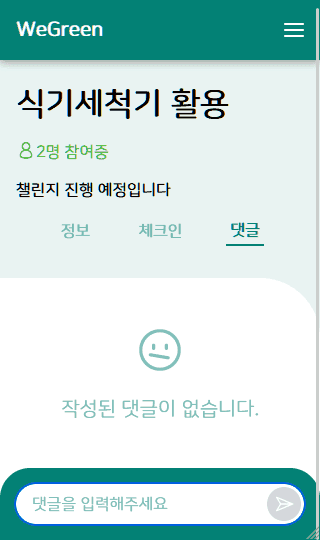 WeGreen
식기세척기 활용
2명 참여중
챌린지 진행 예정입니다
정보 체크인 댓글
작성된 댓글이 없습니다.
댓글을 입력해주세요